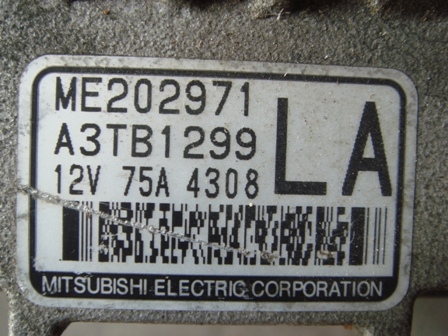 ME202971
A3TB1299 LA
12V 75A 4308
MITSUBISHI ELECTRIC CORPORATION